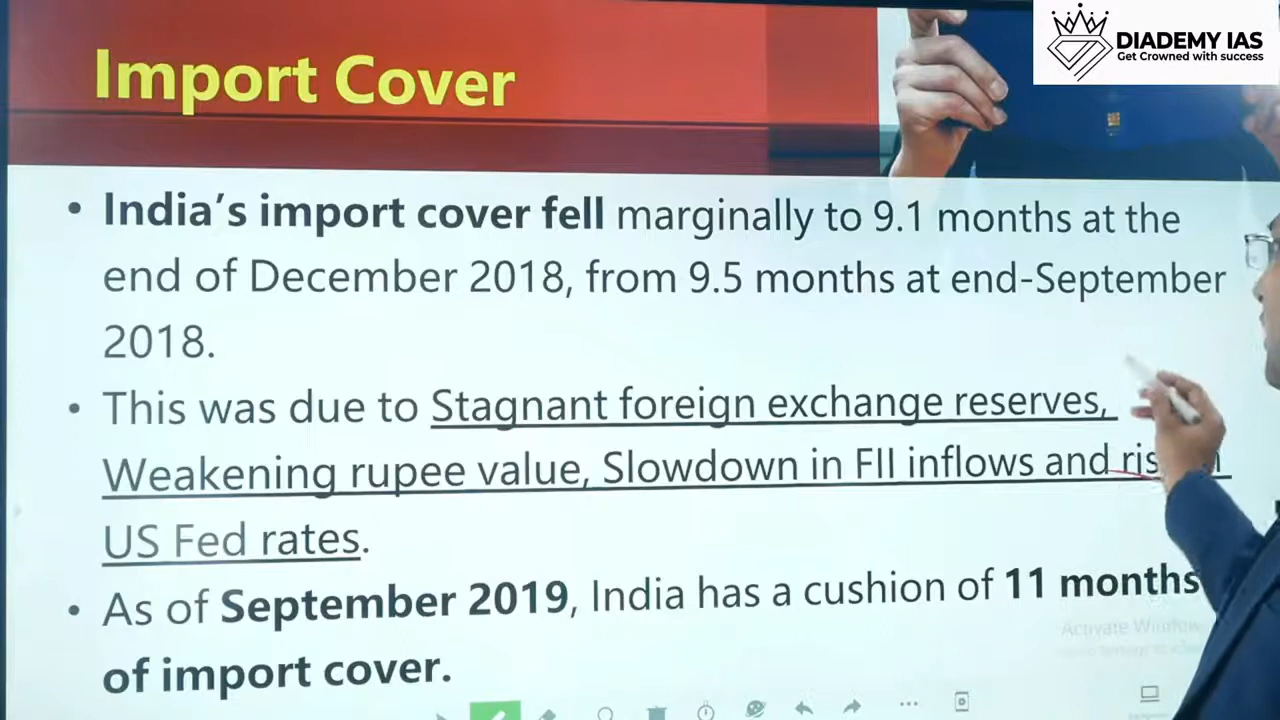 DIADEMY IAS
Get Crowned with success
Import Cover
• India's import cover fell marginally to 9.1 months at the
end of December 2018, from 9.5 months at end-September
2018.
• This was due to Stagnant foreign exchange reserves,
Weakening rupee value, Slowdown in FII inflows and
US Fed rates.
• As of September 2019, India has a cushion of 11 months
of import cover.
Activate Window